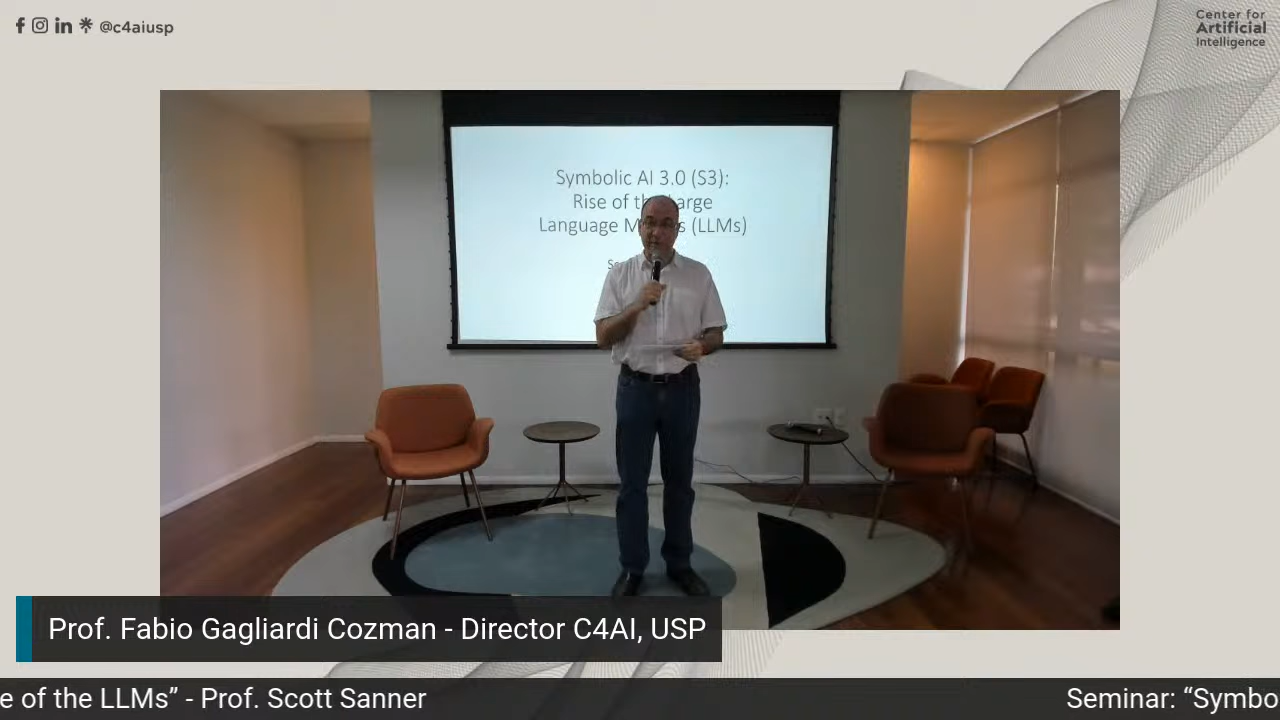 @c4aiusp
Center for
Artificial
Intelligence
Symbolic AI 3.0 (S3):
Rise of arge
Language M s (LLMs)
Prof. Fabio Gagliardi Cozman - Director C4AI, USP
e of the LLMs” - Prof. Scott Sanner
Seminar: “Symbo